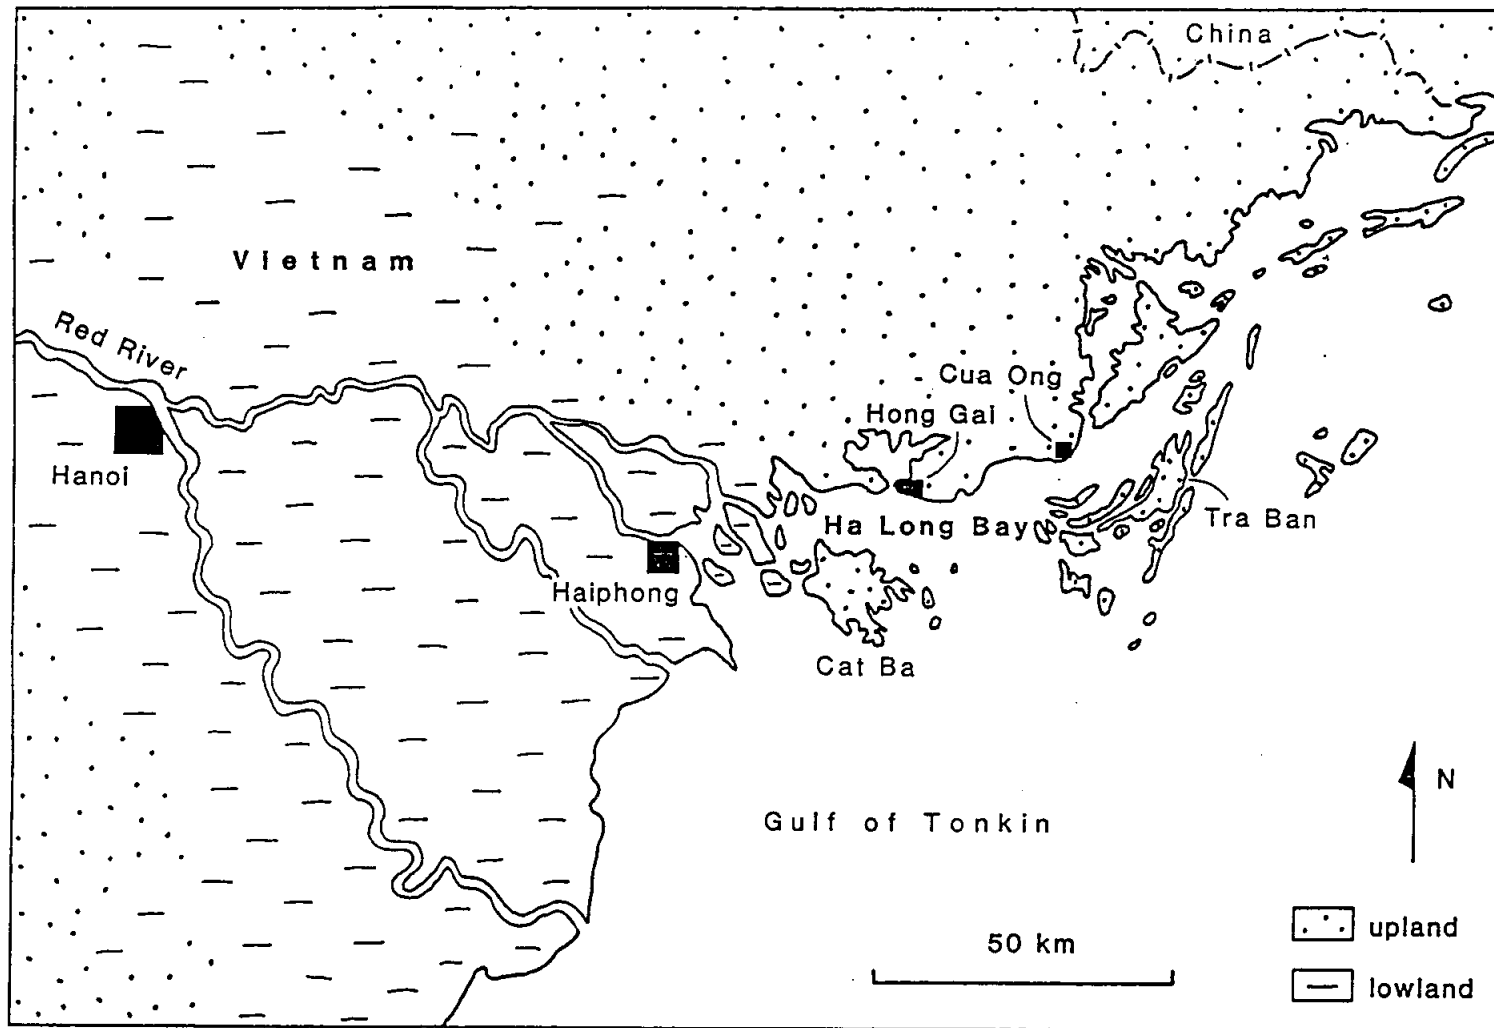 China
Vietnam
Red River
Cua Ong
Hong Gai
Hanoi
Ha Long Bay
Tra Ban
Haiphong
Cat Ba
N
Gulf of Tonkin
50 km
upland
lowland